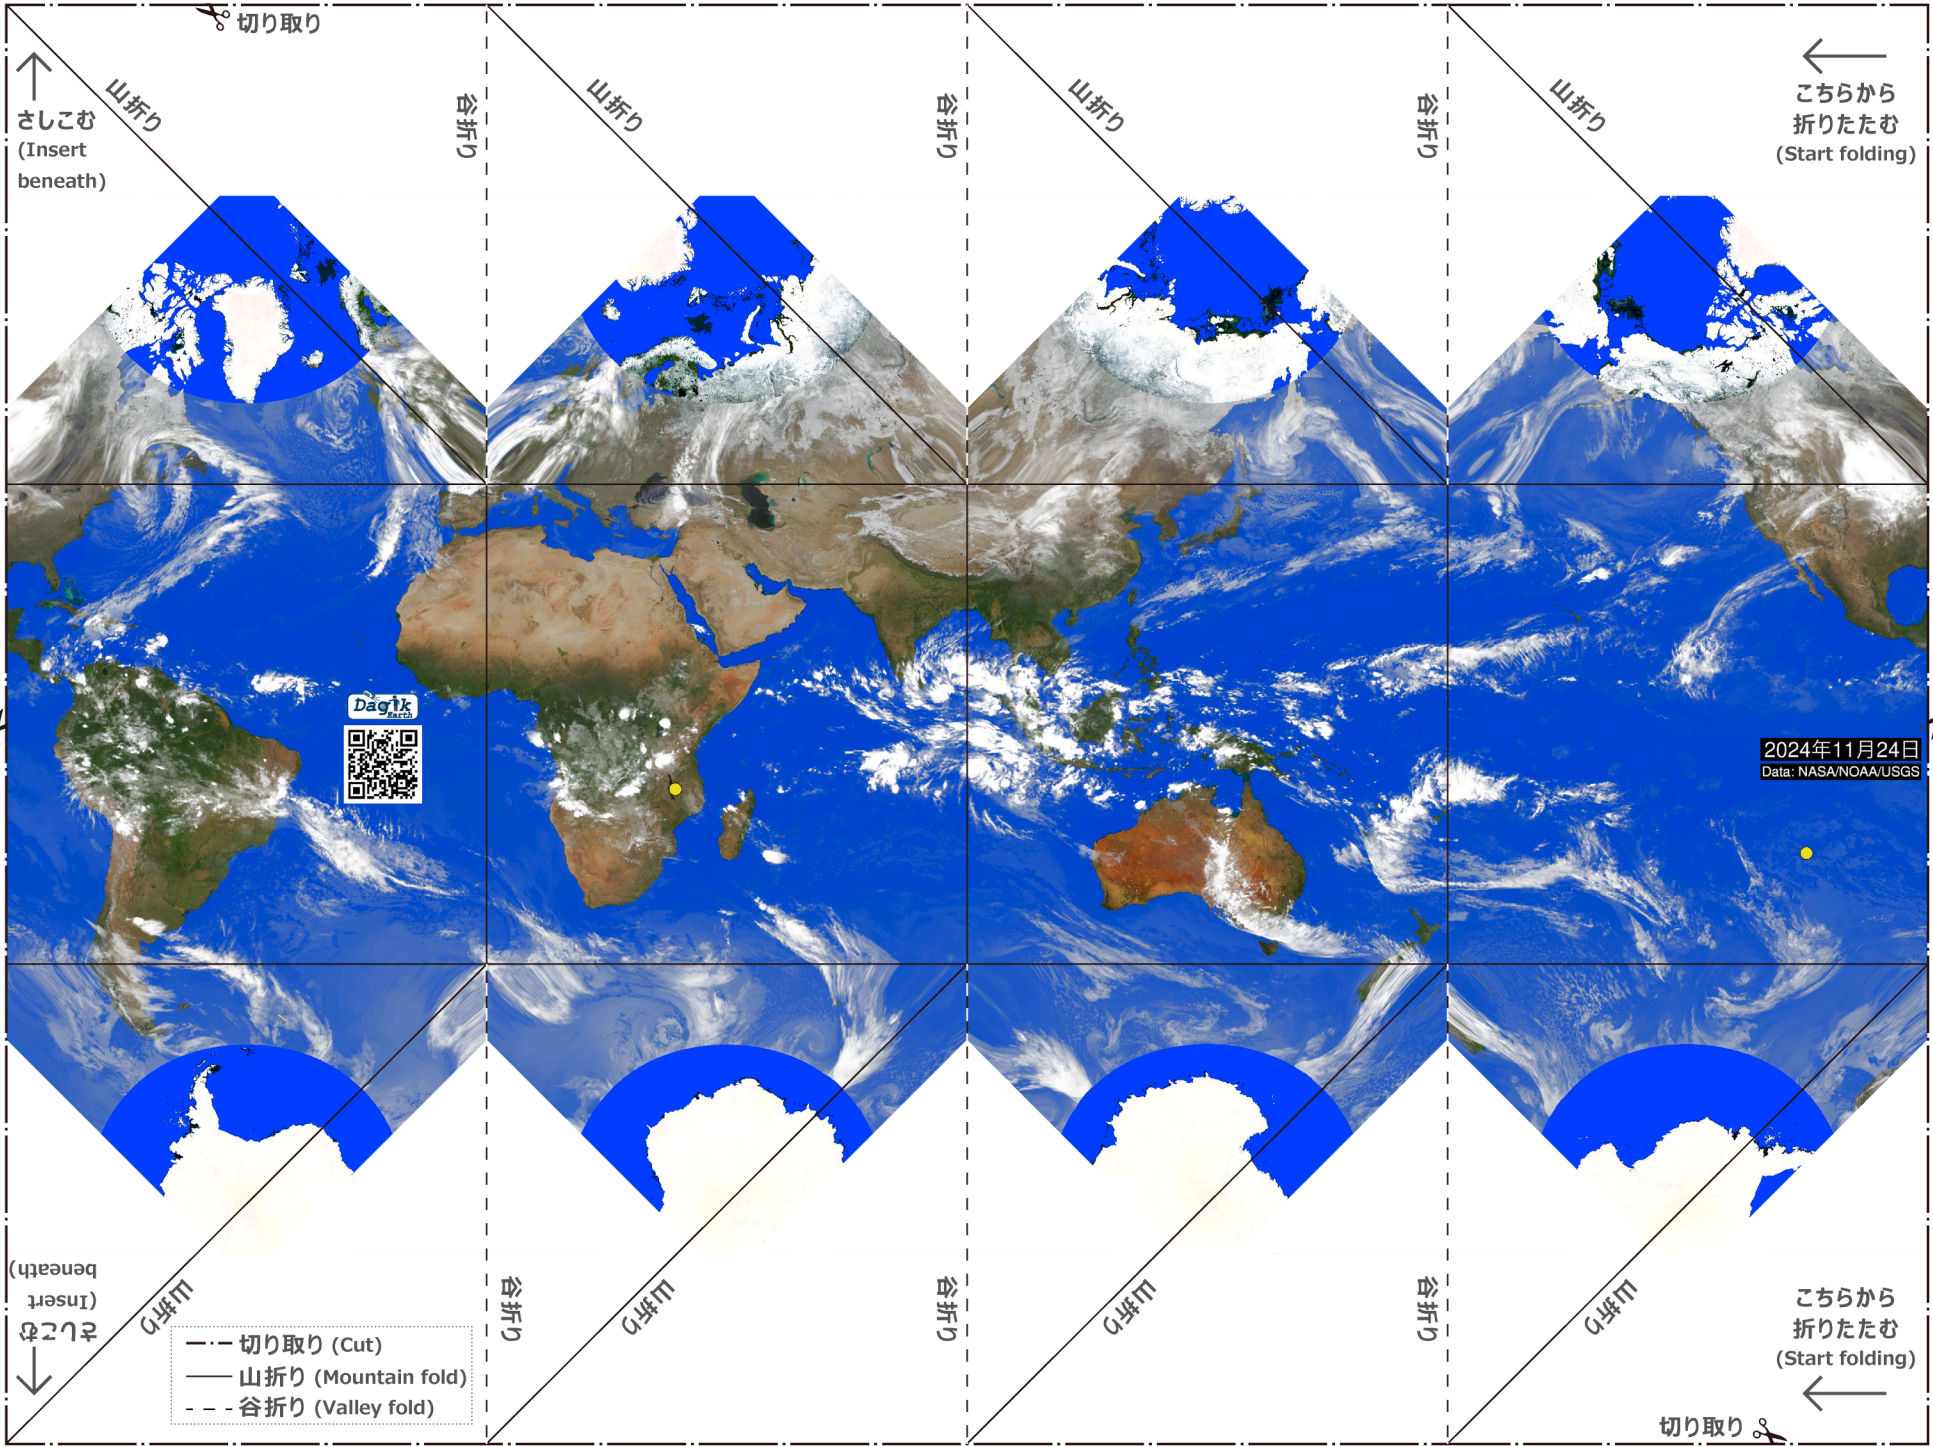 切り取り
山折り
谷折り
山折り
谷折り
山折り
谷折り
山折り
さしこむ
(Insert
beneath)
こちらから
折りたたむ
(Start folding)
Dagik
Earth
2024年11月24日
Data: NASA/NOAA/USGS
さしこむ
(Insert
beneath)
山折り
谷折り
山折り
谷折り
山折り
谷折り
山折り
こちらから
折りたたむ
(Start folding)
切り取り (Cut)
山折り (Mountain fold)
谷折り (Valley fold)
切り取り